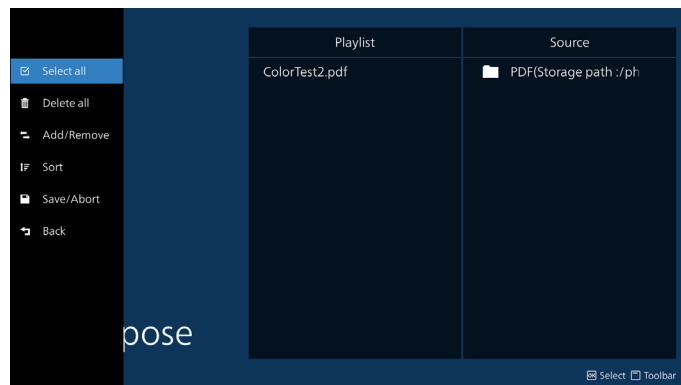 Select all
Delete all
Add/Remove
Sort
Save/Abort
Back
pose
Playlist
ColorTest2.pdf
Source
PDF(Storage path :/ph
OK Select Toolbar